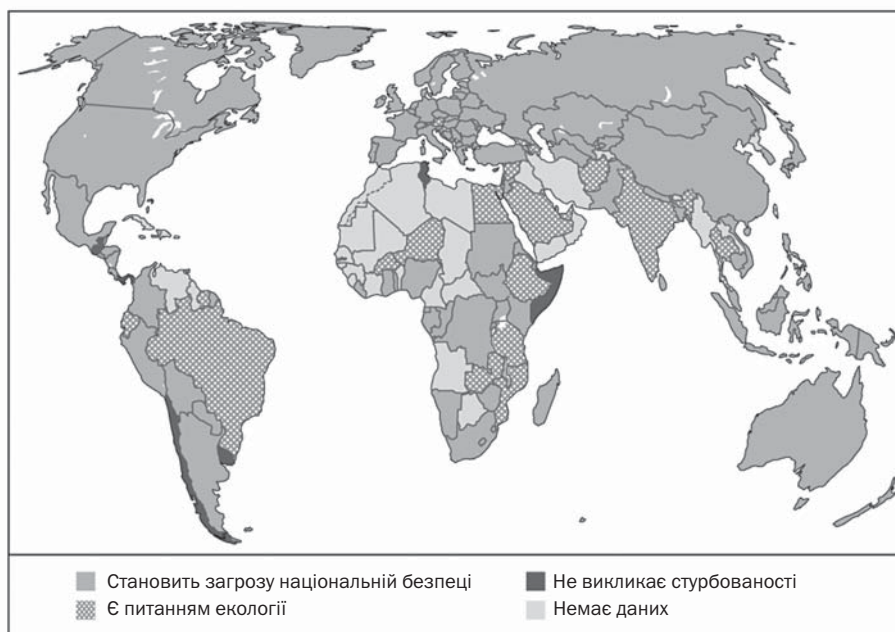 Становить загрозу національній безпеці
Є питанням екології
Не викликає стурбованості
Немає даних